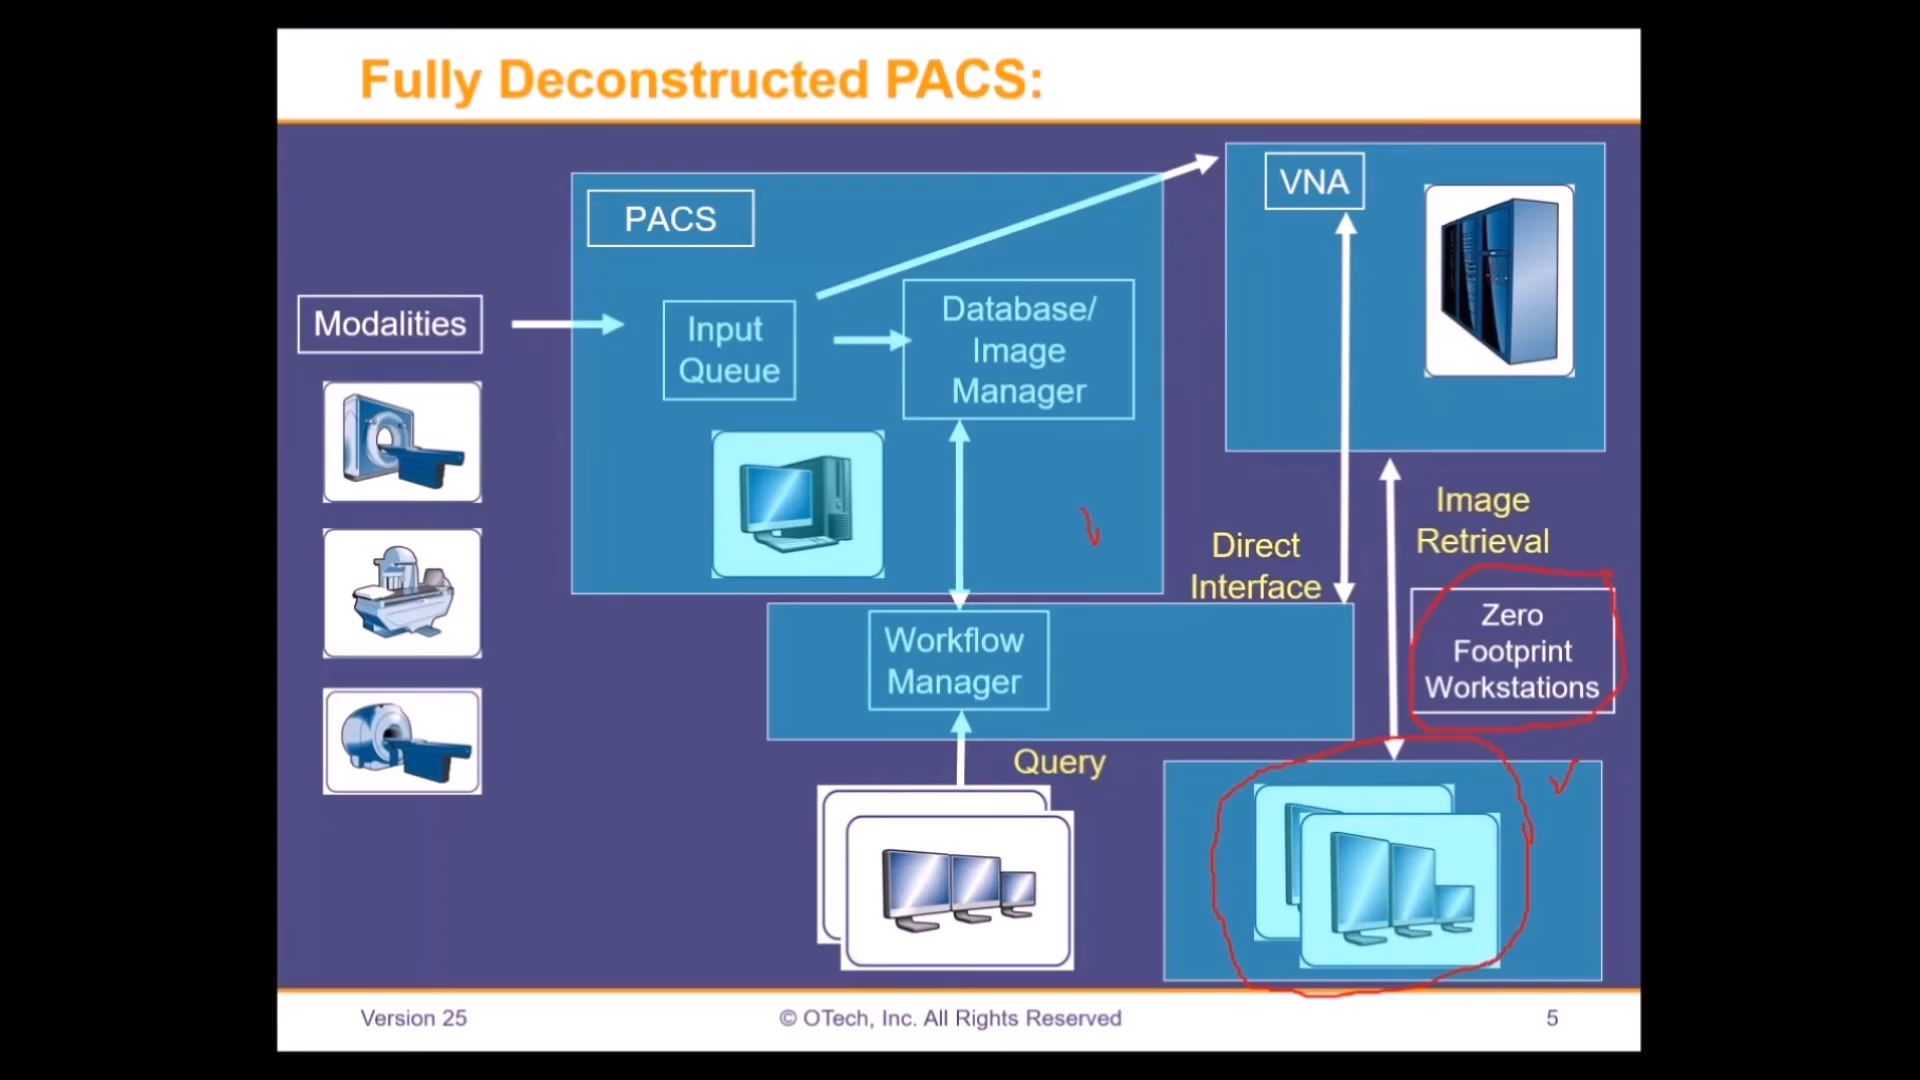 Fully Deconstructed PACS:
PACS
VNA
Modalities
Input
Queue
Database/
Image
Manager
Direct
Interface
Image
Retrieval
Zero
Footprint
Workstations
Workflow
Manager
Query
Version 25
© OTech, Inc. All Rights Reserved
5